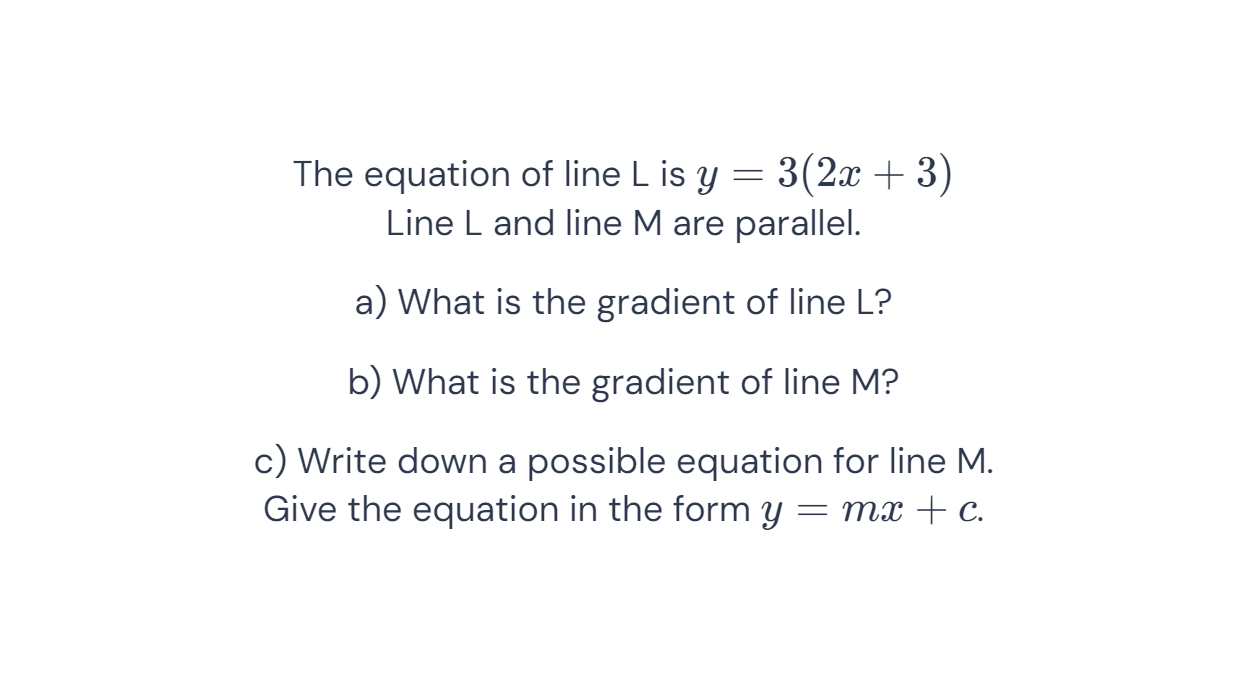 The equation of line L is y = 3(2x + 3)
Line L and line M are parallel.
a) What is the gradient of line L?
b) What is the gradient of line M?
c) Write down a possible equation for line M.
Give the equation in the form y = mx + c.